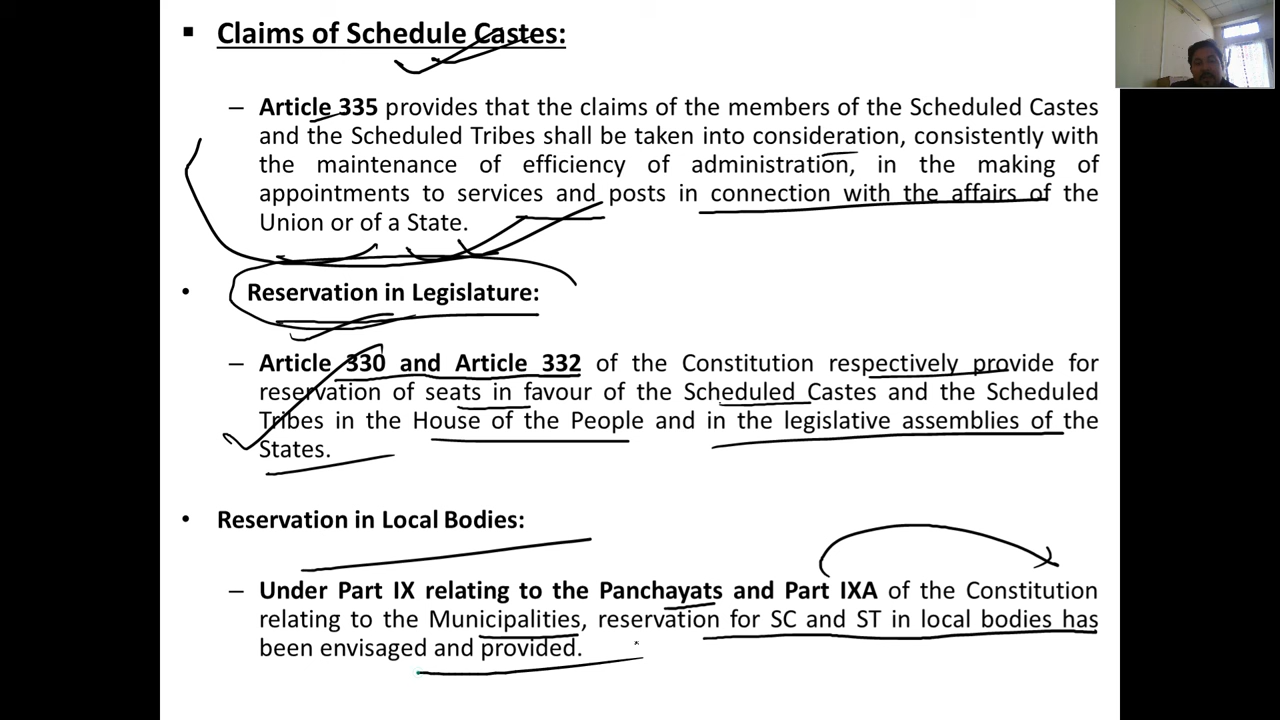 ▪ Claims of Schedule Castes:
– Article 335 provides that the claims of the members of the Scheduled Castes
and the Scheduled Tribes shall be taken into consideration, consistently with
the maintenance of efficiency of administration, in the making of
appointments to services and posts in connection with the affairs of the
Union or of a State.
• Reservation in Legislature:
– Article 330 and Article 332 of the Constitution respectively provide for
reservation of seats in favour of the Scheduled Castes and the Scheduled
Tribes in the House of the People and in the legislative assemblies of the
States.
• Reservation in Local Bodies:
– Under Part IX relating to the Panchayats and Part IXA of the Constitution
relating to the Municipalities, reservation for SC and ST in local bodies has
been envisaged and provided.